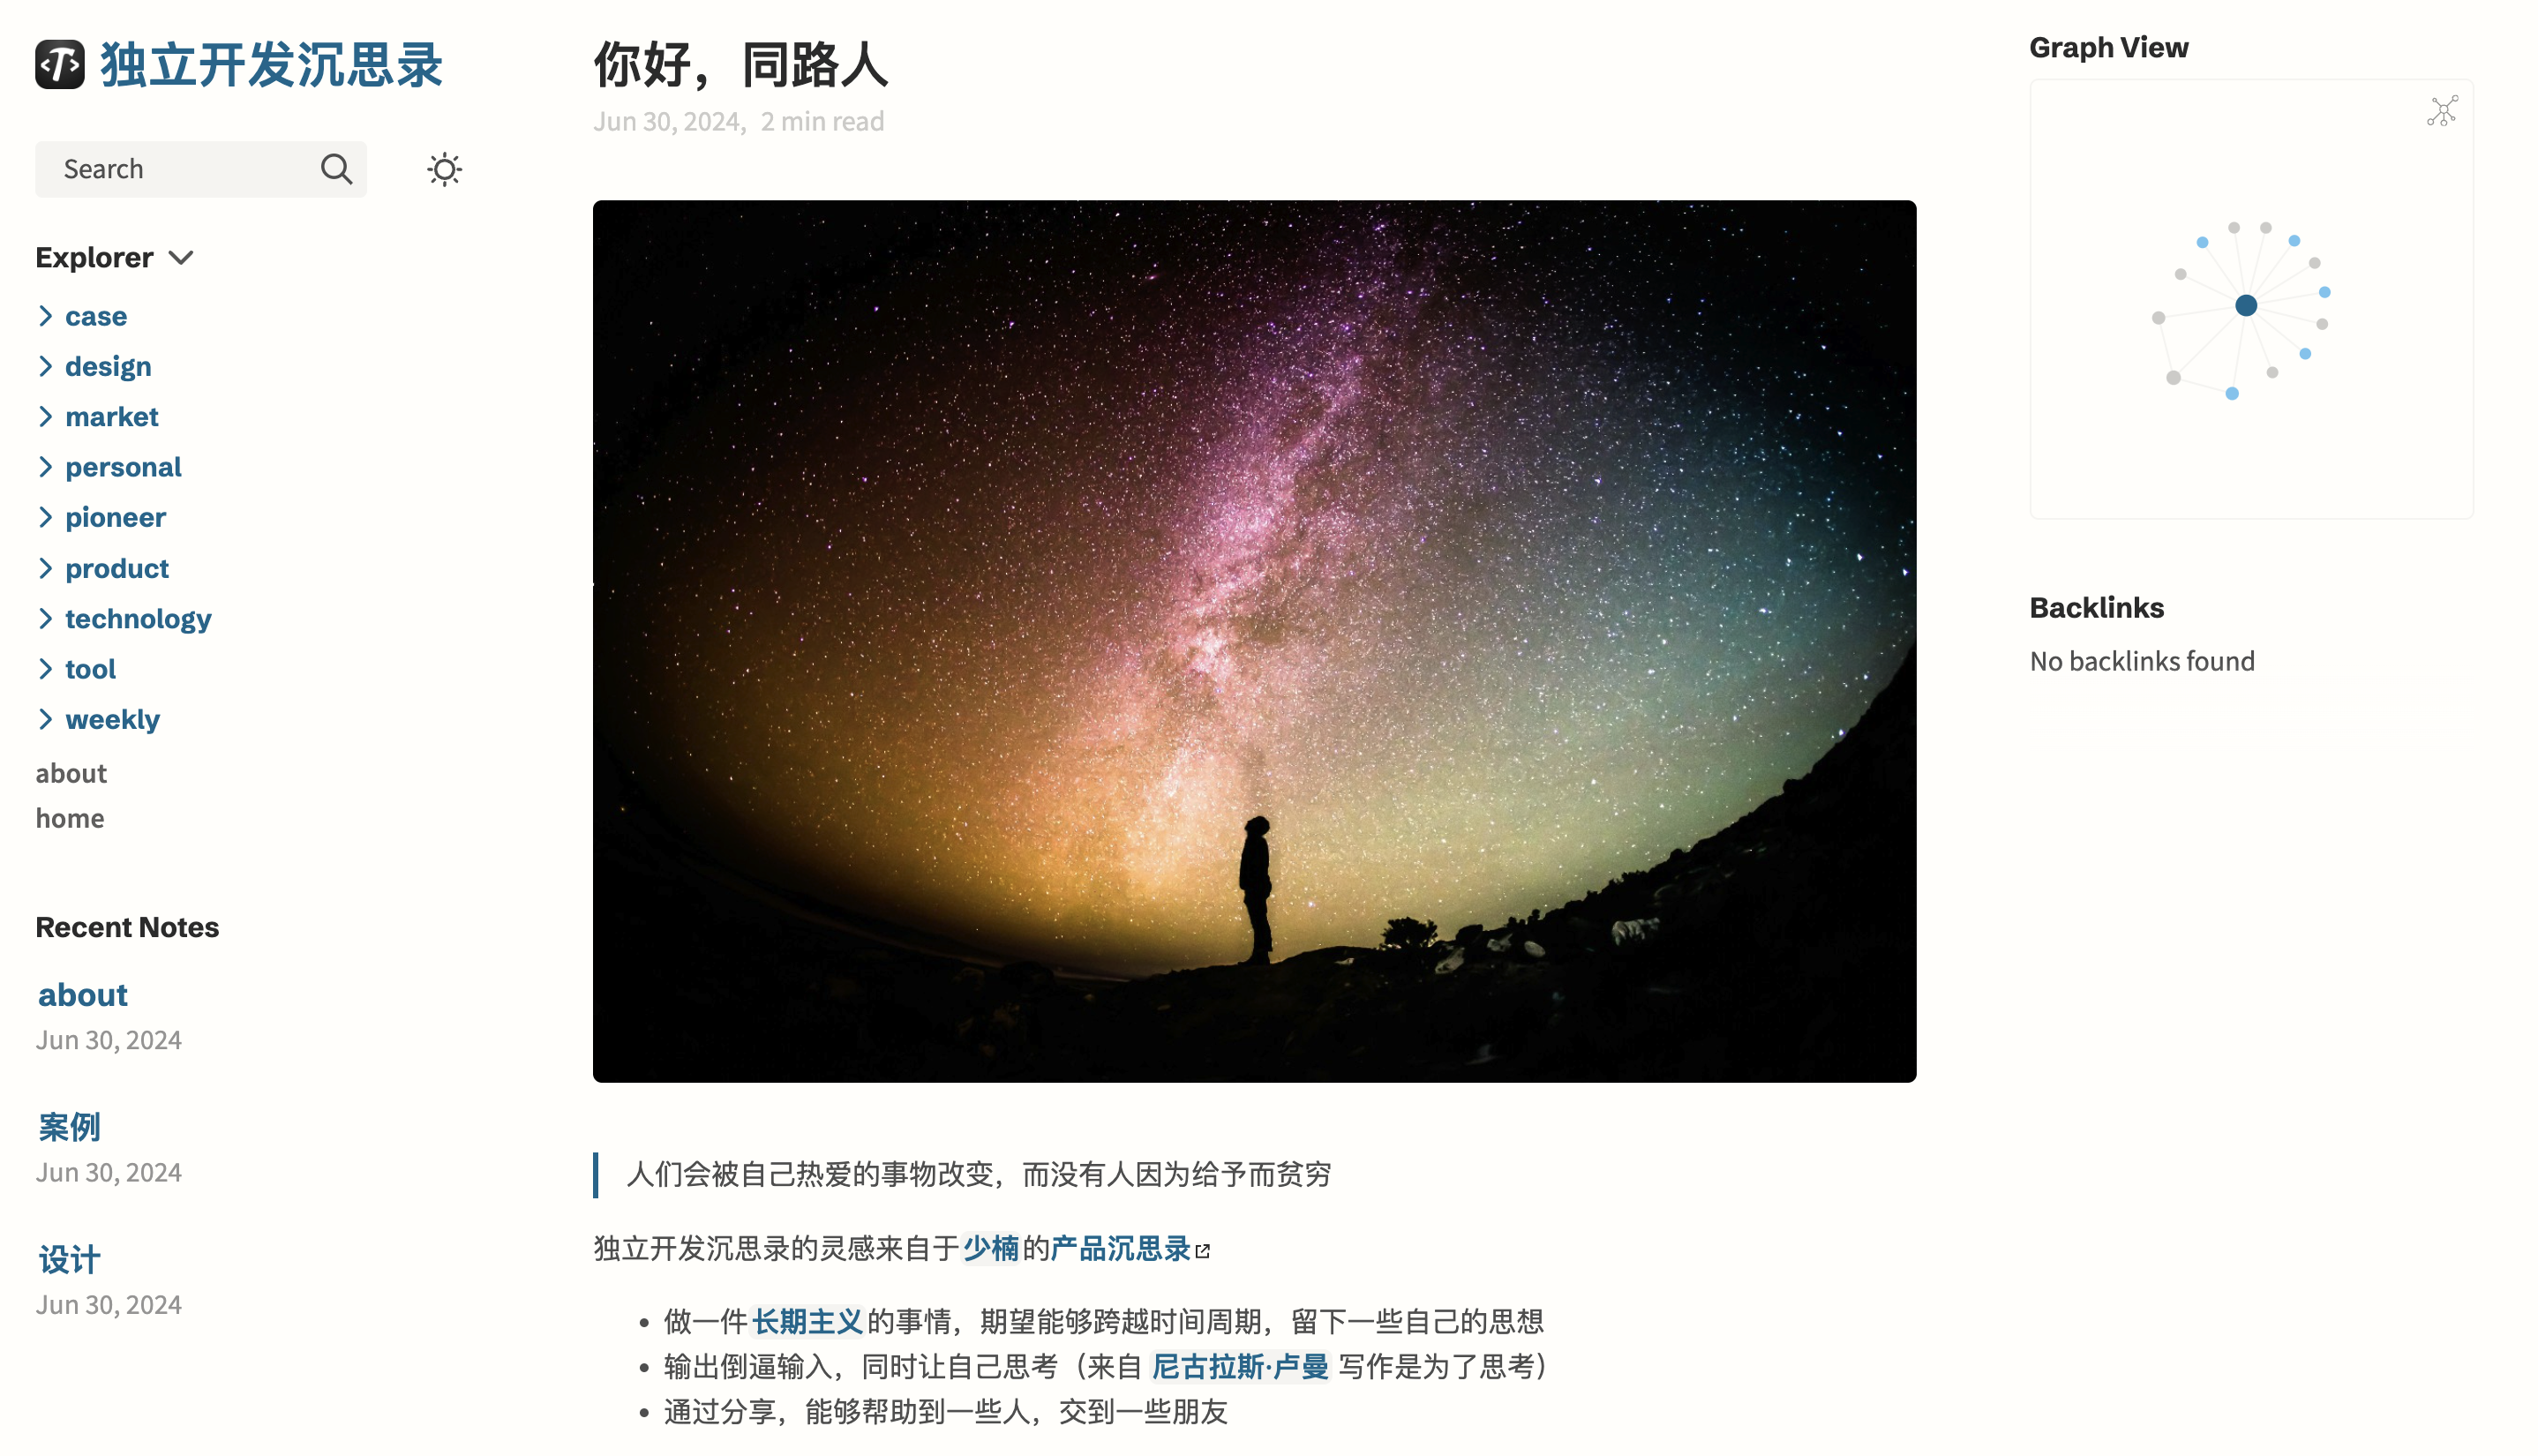 独立开发沉思录
Search
Explorer
case
design
market
personal
pioneer
product
technology
tool
weekly
about
home
Recent Notes
about
Jun 30, 2024
案例
Jun 30, 2024
设计
Jun 30, 2024
你好，同路人
Jun 30, 2024, 2 min read
人们会被自己热爱的事物改变，而没有人因为给予而贫穷
独立开发沉思录的灵感来自于少楠的产品沉思录
• 做一件长期主义的事情，期望能够跨越时间周期，留下一些自己的思想
• 输出倒逼输入，同时让自己思考（来自 尼古拉斯·卢曼 写作是为了思考）
• 通过分享，能够帮助到一些人，交到一些朋友
Graph View
Backlinks
No backlinks found